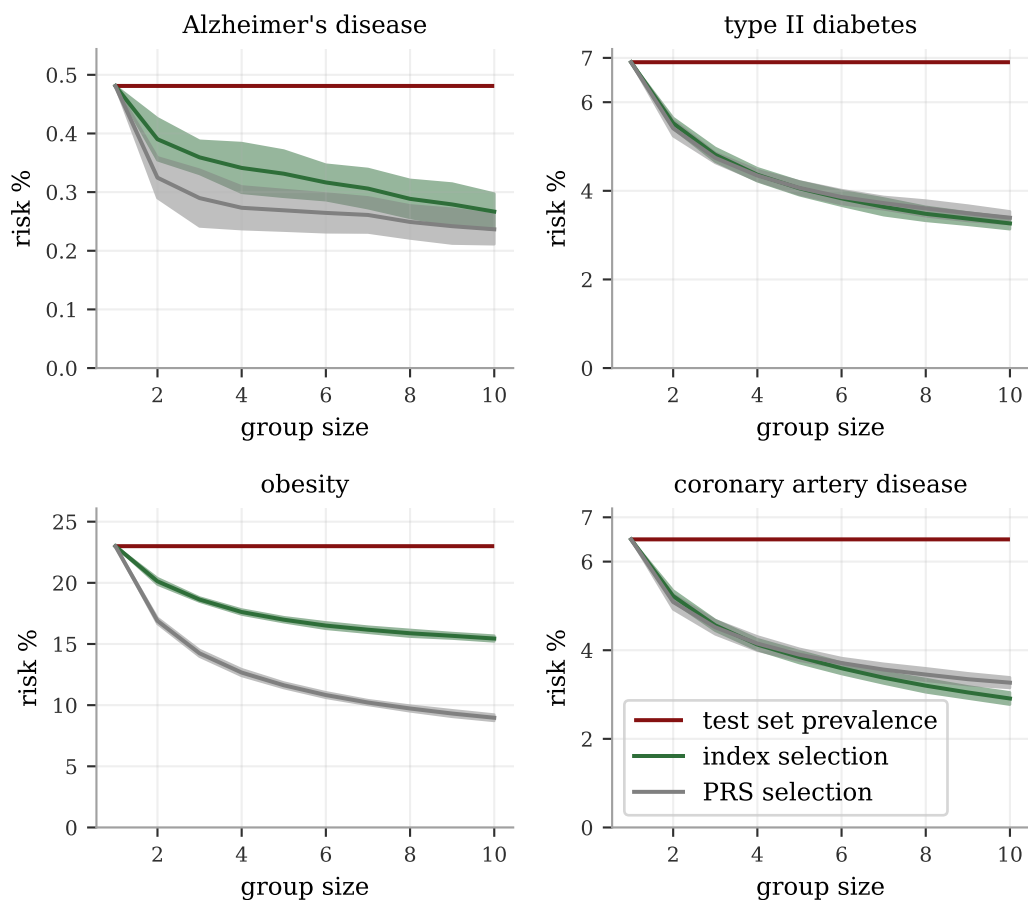 Alzheimer's disease
0.5
0.4
0.3
0.2
0.1
0.0
risk %
2 4 6 8 10
group size
type II diabetes
7
6
4
2
0
risk %
2 4 6 8 10
group size
obesity
25
20
15
10
5
0
risk %
2 4 6 8 10
group size
coronary artery disease
7
6
4
2
0
risk %
test set prevalence
index selection
PRS selection
2 4 6 8 10
group size